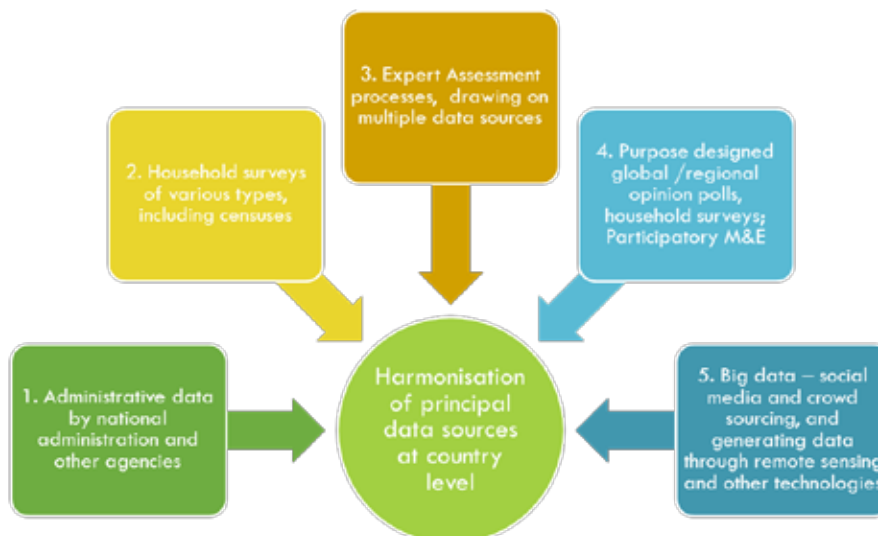 1. Administrative data
by national
administration and
other agencies
2. Household surveys
of various types,
including censuses
3. Expert Assessment
processes, drawing on
multiple data sources
4. Purpose designed
global /regional
opinion polls,
household surveys;
Participatory M&E
5. Big data – social
media and crowd
sourcing, and
generating data
through remote sensing
and other technologies
Harmonisation
of principal
data sources
at country
level